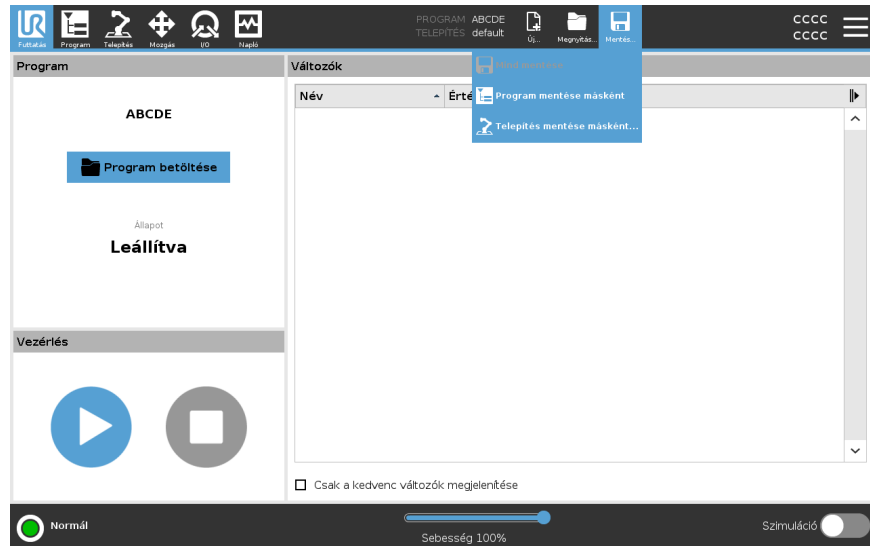 PROGRAM ABCDE
TELEPÍTÉS default
cccc
cccc
Futtatás Program Telepítés Mozgás I/O Napló
Új... Megnyitás... Mentés...
Program
Változók
Név
Program mentése másként
Telepítés mentése másként...
ABCDE
Program betöltése
Állapot
Leállítva
Vezérlés
Csak a kedvenc változók megjelenítése
Normál
Sebesség 100%
Szimuláció